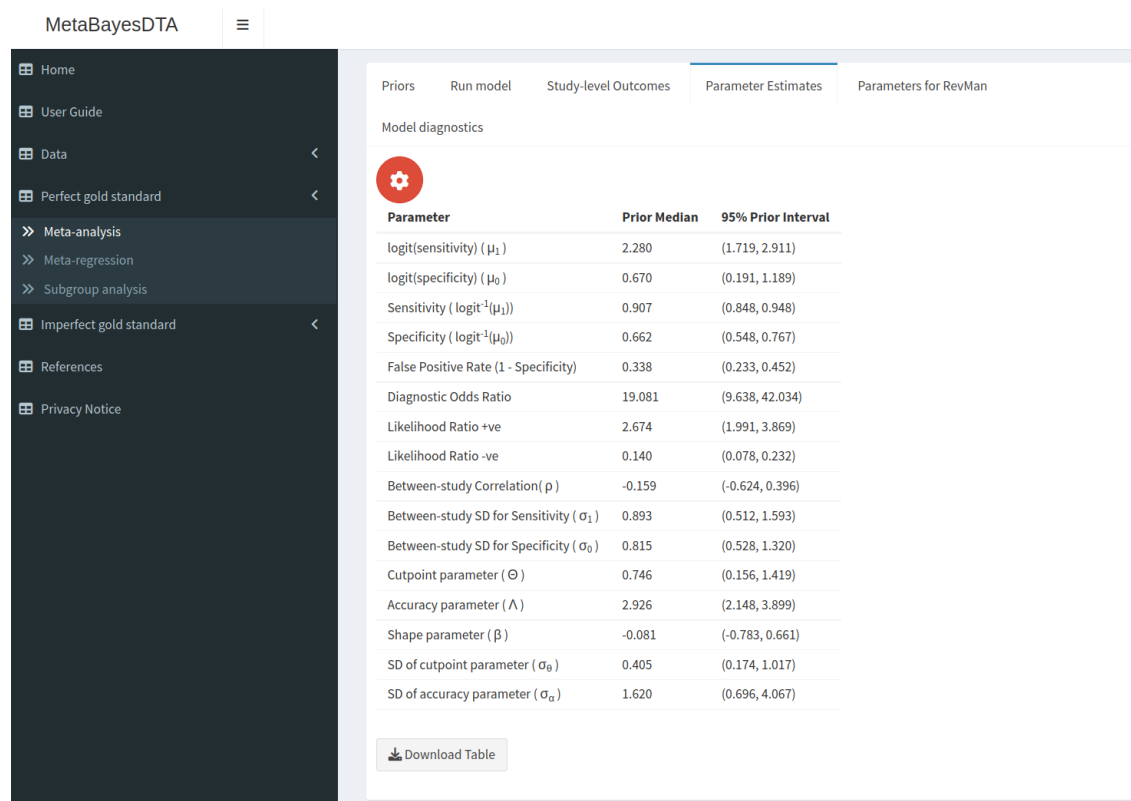 MetaBayesDTA
Home
User Guide
Data
Perfect gold standard
Meta-analysis
Meta-regression
Subgroup analysis
Imperfect gold standard
References
Privacy Notice
Priors Run model Study-level Outcomes Parameter Estimates Parameters for RevMan
Model diagnostics
Parameter Prior Median 95% Prior Interval
logit(sensitivity) ( μ₁ ) 2.280 (1.719, 2.911)
logit(specificity) ( μ₀ ) 0.670 (0.191, 1.189)
Sensitivity ( logit⁻¹(μ₁)) 0.907 (0.848, 0.948)
Specificity ( logit⁻¹(μ₀)) 0.662 (0.548, 0.767)
False Positive Rate (1 - Specificity) 0.338 (0.233, 0.452)
Diagnostic Odds Ratio 19.081 (9.638, 42.034)
Likelihood Ratio +ve 2.674 (1.991, 3.869)
Likelihood Ratio -ve 0.140 (0.078, 0.232)
Between-study Correlation( ρ ) -0.159 (-0.624, 0.396)
Between-study SD for Sensitivity ( σ₁ ) 0.893 (0.512, 1.593)
Between-study SD for Specificity ( σ₀ ) 0.815 (0.528, 1.320)
Cutpoint parameter ( Θ ) 0.746 (0.156, 1.419)
Accuracy parameter ( Λ ) 2.926 (2.148, 3.899)
Shape parameter ( β ) -0.081 (-0.783, 0.661)
SD of cutpoint parameter ( σ_θ ) 0.405 (0.174, 1.017)
SD of accuracy parameter ( σ_α ) 1.620 (0.696, 4.067)
Download Table